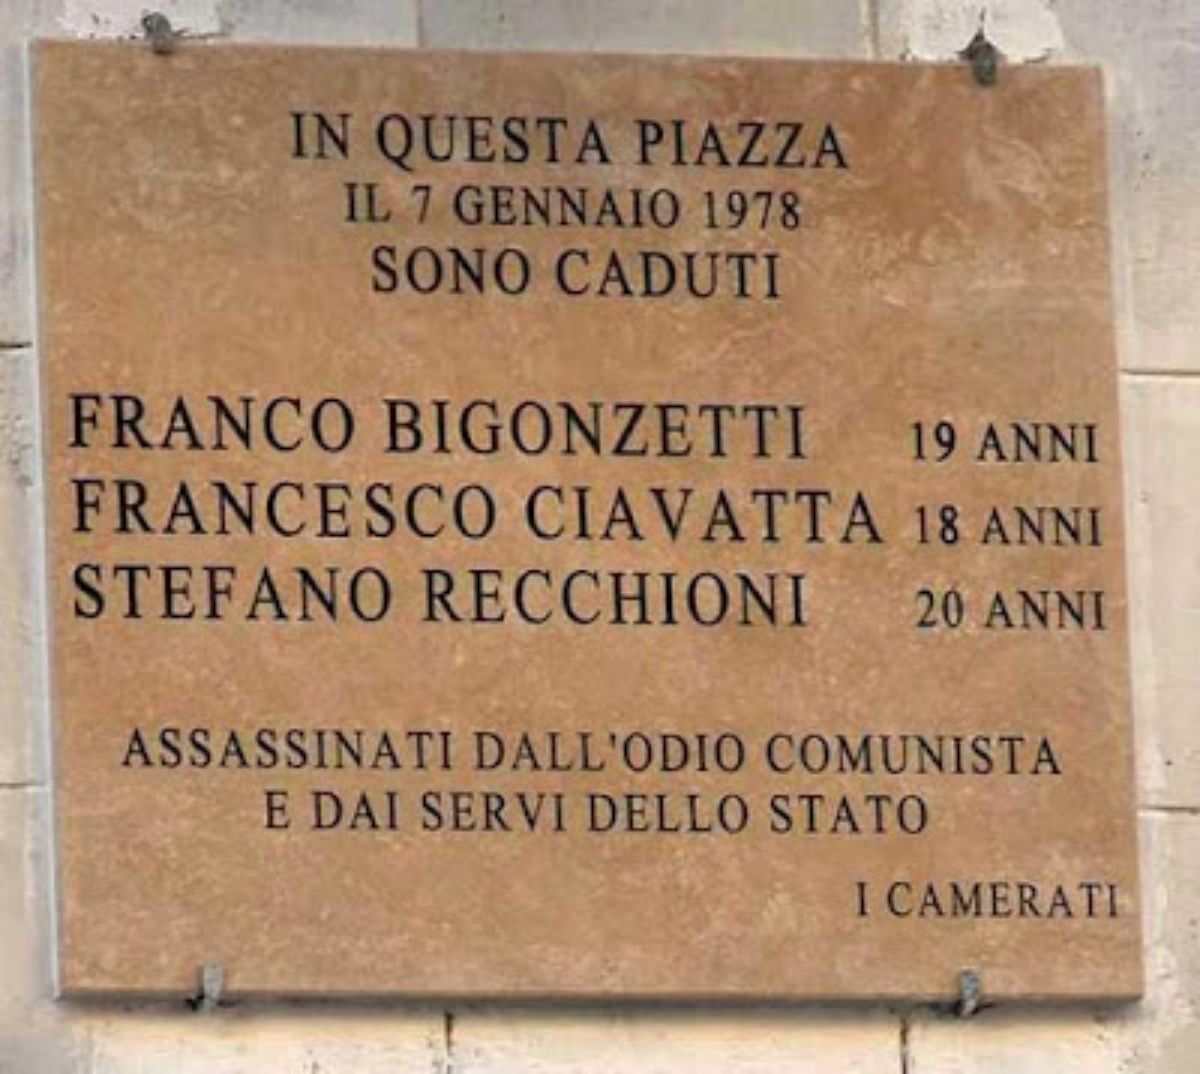 IN QUESTA PIAZZA
IL 7 GENNAIO 1978
SONO CADUTI
FRANCO BIGONZETTI 19 ANNI
FRANCESCO CIAVATTA 18 ANNI
STEFANO RECCHIONI 20 ANNI
ASSASSINATI DALL'ODIO COMUNISTA
E DAI SERVI DELLO STATO
I CAMERATI